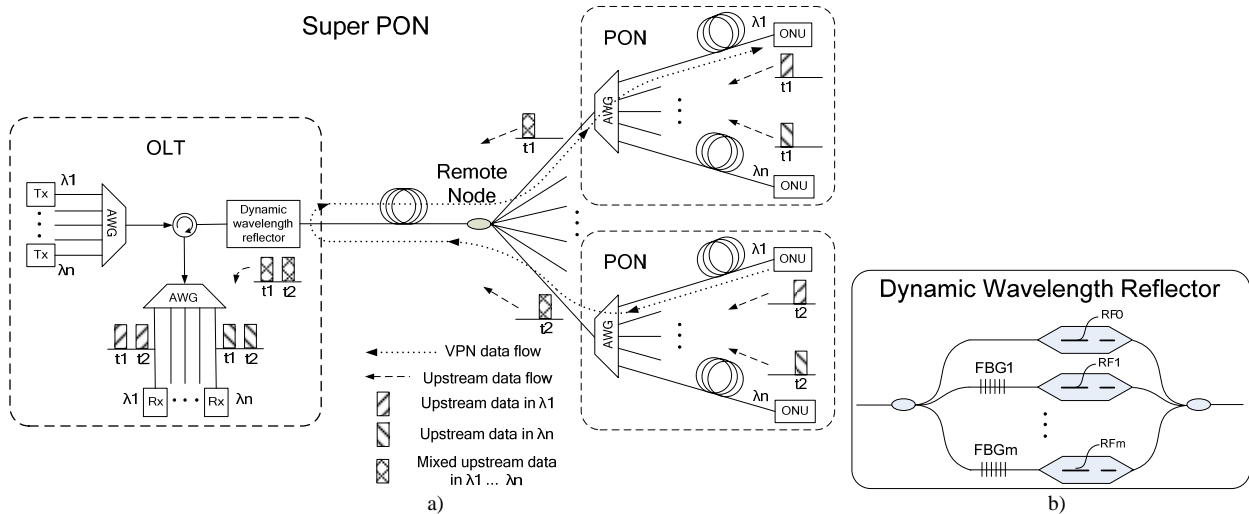 Super PON
OLT
Tx
λ1
Tx
λn
AWG
Dynamic
wavelength
reflector
t1 t2
AWG
t1 t2
t1 t2
λ1
Rx
Rx
λn
Remote
Node
t1
t2
PON
AWG
λ1
ONU
t1
t1
λn
ONU
PON
AWG
λ1
ONU
t2
t2
λn
ONU
VPN data flow
Upstream data flow
Upstream data in λ1
Upstream data in λn
Mixed upstream data
in λ1 ... λn
a)
Dynamic Wavelength Reflector
RF0
FBG1
RF1
FBGm
RFm
b)